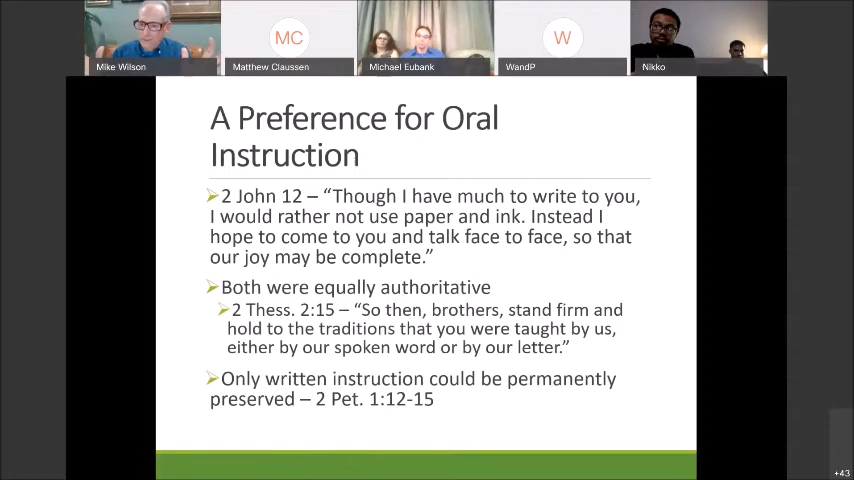 MC
W
Mike Wilson
Matthew Claussen
Michael Eubank
WandP
Nikko
A Preference for Oral
Instruction
2 John 12 – “Though I have much to write to you,
I would rather not use paper and ink. Instead I
hope to come to you and talk face to face, so that
our joy may be complete.”
Both were equally authoritative
2 Thess. 2:15 – “So then, brothers, stand firm and
hold to the traditions that you were taught by us,
either by our spoken word or by our letter.”
Only written instruction could be permanently
preserved – 2 Pet. 1:12-15
+43